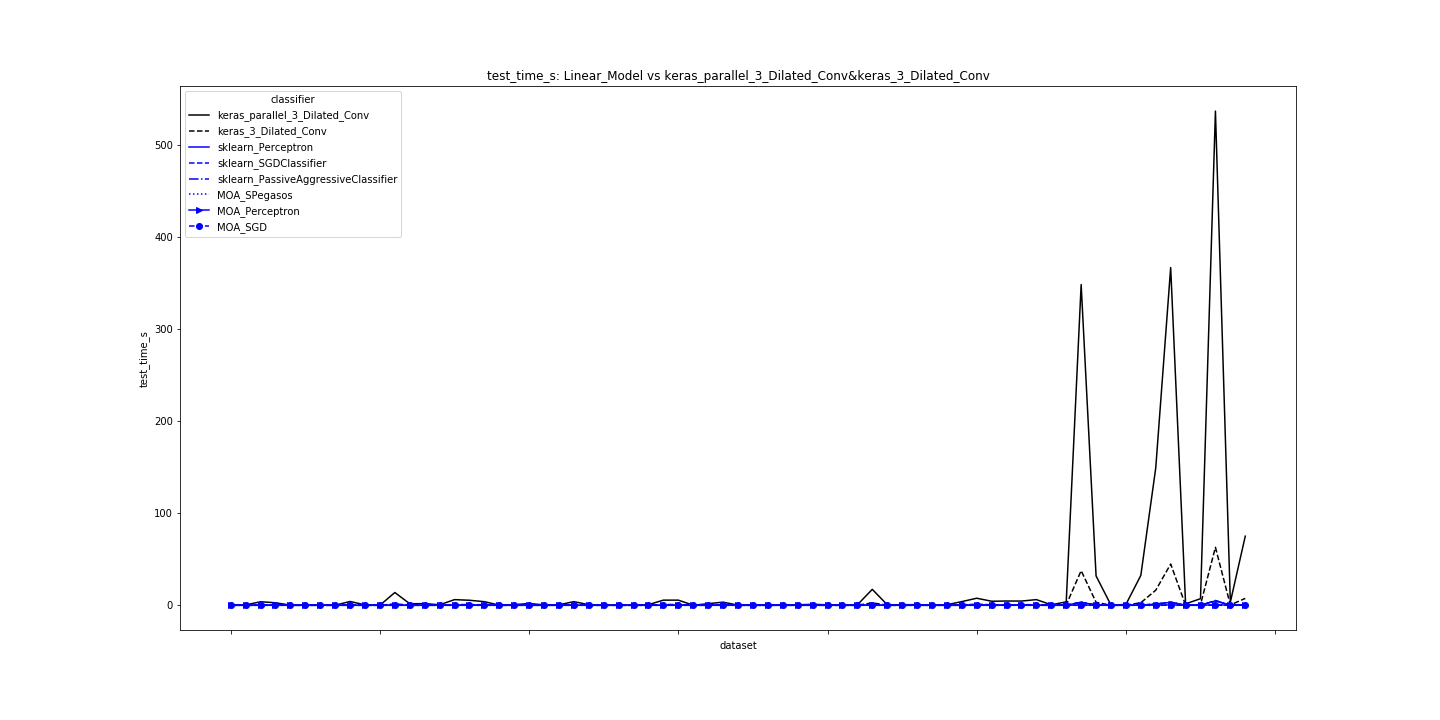 test_time_s: Linear_Model vs keras_parallel_3_Dilated_Conv&keras_3_Dilated_Conv
classifier
keras_parallel_3_Dilated_Conv
keras_3_Dilated_Conv
sklearn_Perceptron
sklearn_SGDClassifier
sklearn_PassiveAggressiveClassifier
MOA_SPegasos
MOA_Perceptron
MOA_SGD
500
400
300
200
100
0
test_time_s
dataset